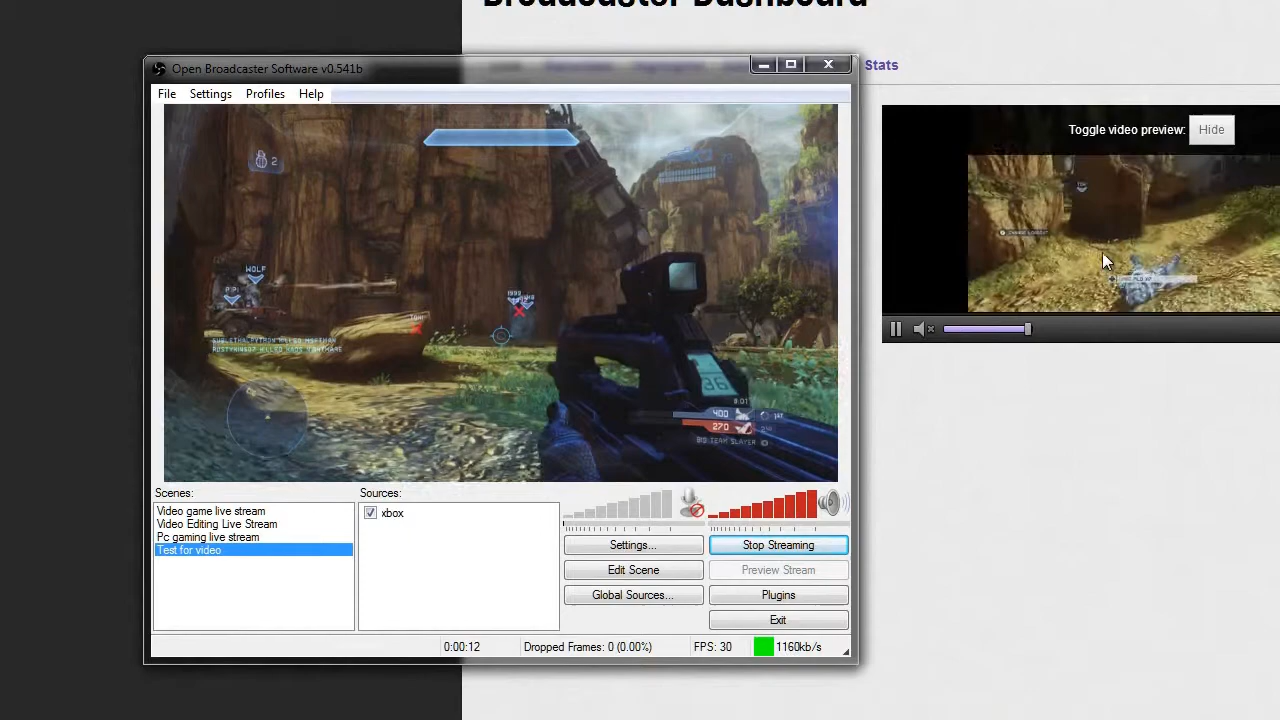 Broadcaster Dashboard
Open Broadcaster Software v0.541b
Stats
File Settings Profiles Help
Toggle video preview: Hide
2
WOLF
36
9:01
400
270
BIG TEAM SLAYER
Scenes:
Video game live stream
Video Editing Live Stream
Pc gaming live stream
Test for video
Sources:
xbox
Settings...
Stop Streaming
Edit Scene
Preview Stream
Global Sources...
Plugins
Exit
0:00:12
Dropped Frames: 0 (0.00%)
FPS: 30
1160kb/s